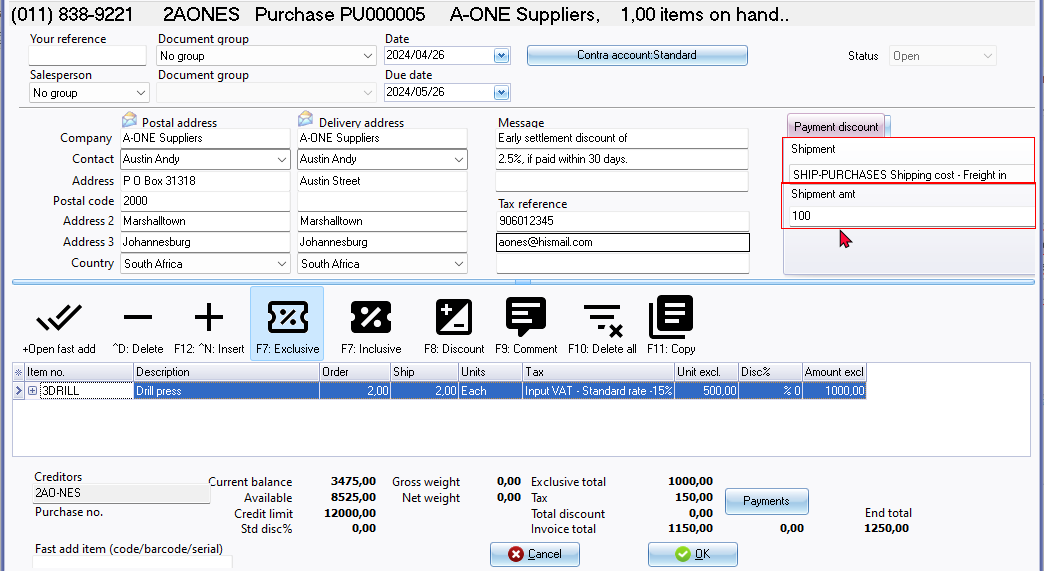 (011) 838-9221 2AONES Purchase PU000005 A-ONE Suppliers, 1,00 items on hand..
Your reference Document group Date
No group 2024/04/26 Contra account:Standard Status Open
Salesperson Document group Due date
No group 2024/05/26
Postal address Delivery address Message Payment discount
Company A-ONE Suppliers A-ONE Suppliers Early settlement discount of Shipment
Contact Austin Andy Austin Andy 2.5%, if paid within 30 days.
Address P O Box 31318 Austin Street SHIP-PURCHASES Shipping cost - Freight in
Postal code 2000 Tax reference Shipment amt
Address 2 Marshalltown Marshalltown 906012345 100
Address 3 Johannesburg Johannesburg aones@hismail.com
Country South Africa South Africa
+Open fast add ^D: Delete F12: ^N: Insert F7: Exclusive F7: Inclusive F8: Discount F9: Comment F10: Delete all F11: Copy
Item no. Description Order Ship Units Tax Unit excl. Disc% Amount excl
3DRILL Drill press 2,00 2,00 Each Input VAT - Standard rate -15% 500,00 % 0 1000,00
Creditors Current balance 3475,00 Gross weight 0,00 Exclusive total 1000,00
2AO-NES Available 8525,00 Net weight 0,00 Tax 150,00 Payments
Purchase no. Credit limit 12000,00 Total discount 0,00 End total
Std disc% 0,00 Invoice total 1150,00 0,00 1250,00
Fast add item (code/barcode/serial) Cancel OK